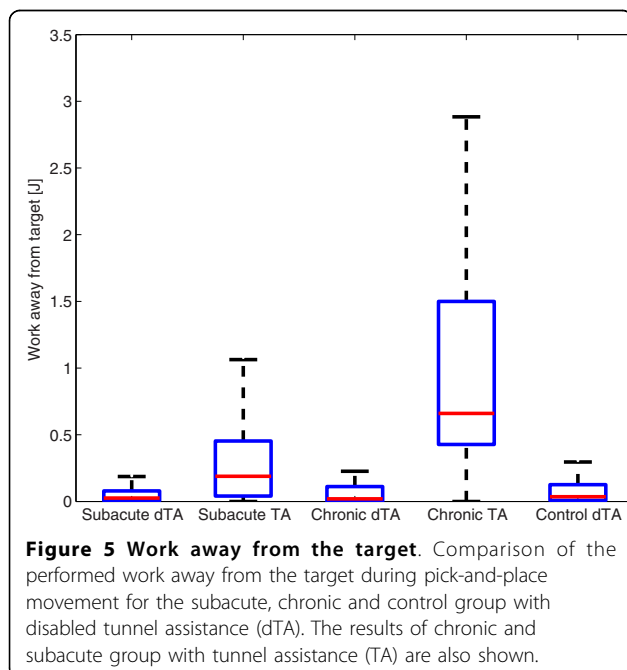 3.5
3
2.5
2
1.5
1
0.5
0
Work away from target [J]
Subacute dTA Subacute TA Chronic dTA Chronic TA Control dTA
Figure 5 Work away from the target. Comparison of the
performed work away from the target during pick-and-place
movement for the subacute, chronic and control group with
disabled tunnel assistance (dTA). The results of chronic and
subacute group with tunnel assistance (TA) are also shown.